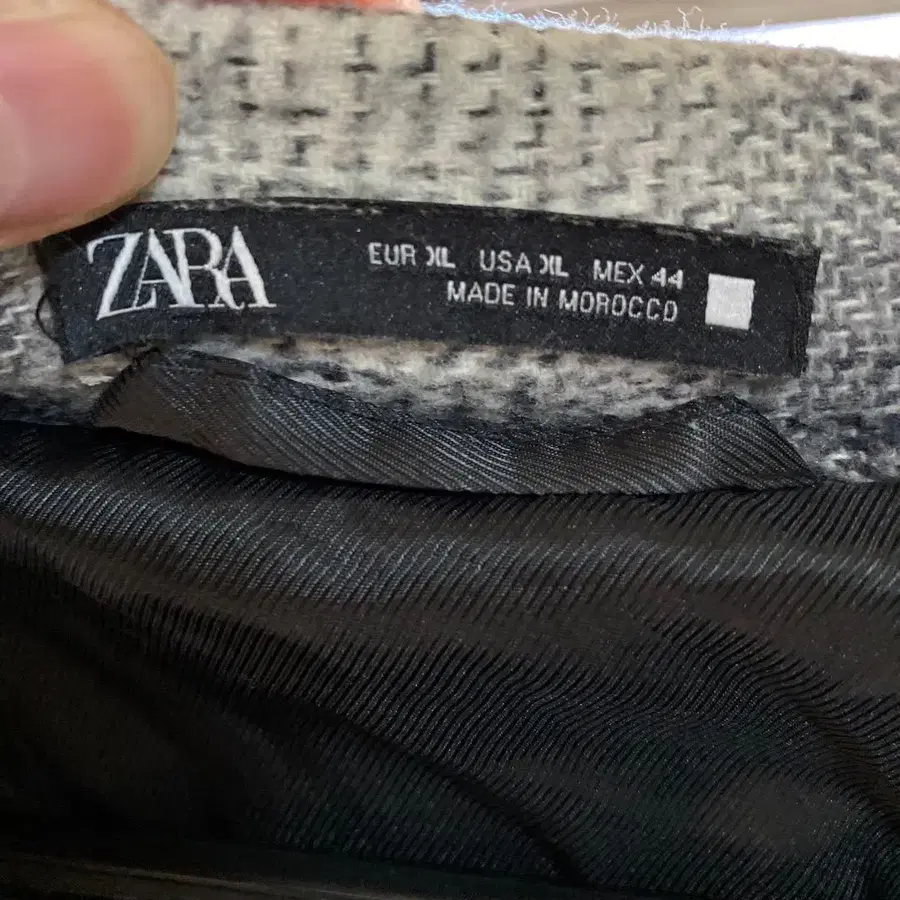 ZARA
EUR XL USA XL MEX 44
MADE IN MOROCCO